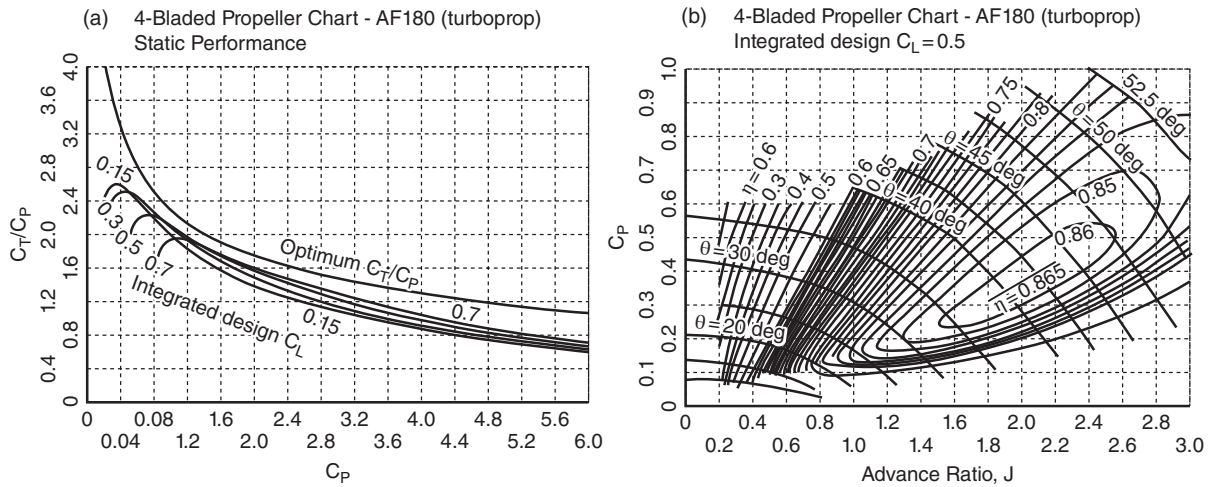 (a) 4-Bladed Propeller Chart - AF180 (turboprop)
Static Performance
4.0
3.6
3.2
2.8
2.4
2.0
1.6
1.2
0.8
0.4
0
C_T/C_P
0.15
0.3
0.5
0.7
Integrated design C_L
Optimum C_T/C_P
0.7
0.15
0 0.08 1.2 2.0 2.4 3.2 4.0 4.8 5.6
0.04 1.2 2.0 2.8 3.6 4.4 5.2 6.0
C_P
(b) 4-Bladed Propeller Chart - AF180 (turboprop)
Integrated design C_L = 0.5
1.0
0.9
0.8
0.7
0.6
0.5
0.4
0.3
0.2
0.1
0
C_P
η = 0.6
0.3
0.4
0.5
0.6
0.65
0.7
0.75
0.8
0.85
0.86
η = 0.865
θ = 20 deg
θ = 30 deg
θ = 40 deg
θ = 45 deg
θ = 50 deg
52.5 deg
0 0.4 0.8 1.2 1.6 2.0 2.4 2.8
0.2 0.6 1.0 1.4 1.8 2.2 2.6 3.0
Advance Ratio, J